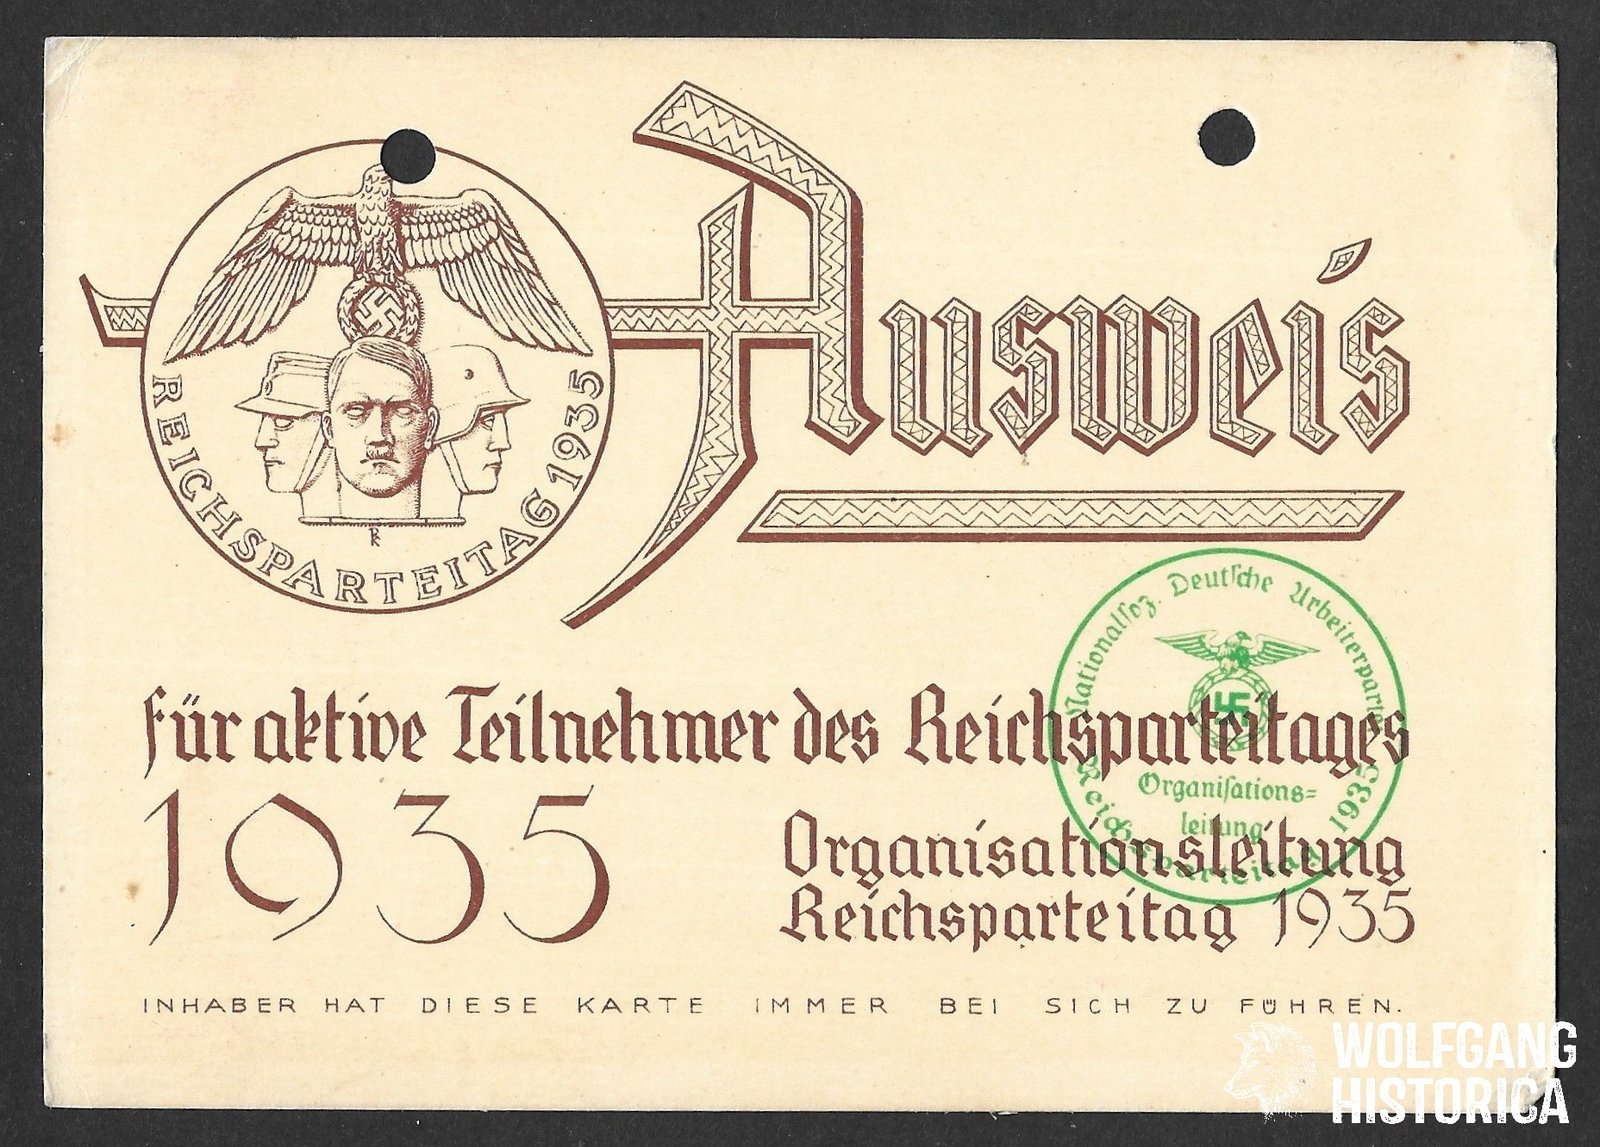 Ausweis
REICHSPARTEITAG 1935
für aktive Teilnehmer des Reichsparteitages
1935
Organisationsleitung
Reichsparteitag 1935
Nationalsoz. Deutsche Arbeiterpartei
Organisations=
leitung
Reichsparteitag 1935
INHABER HAT DIESE KARTE IMMER BEI SICH ZU FÜHREN.
WOLFGANG
HISTORICA